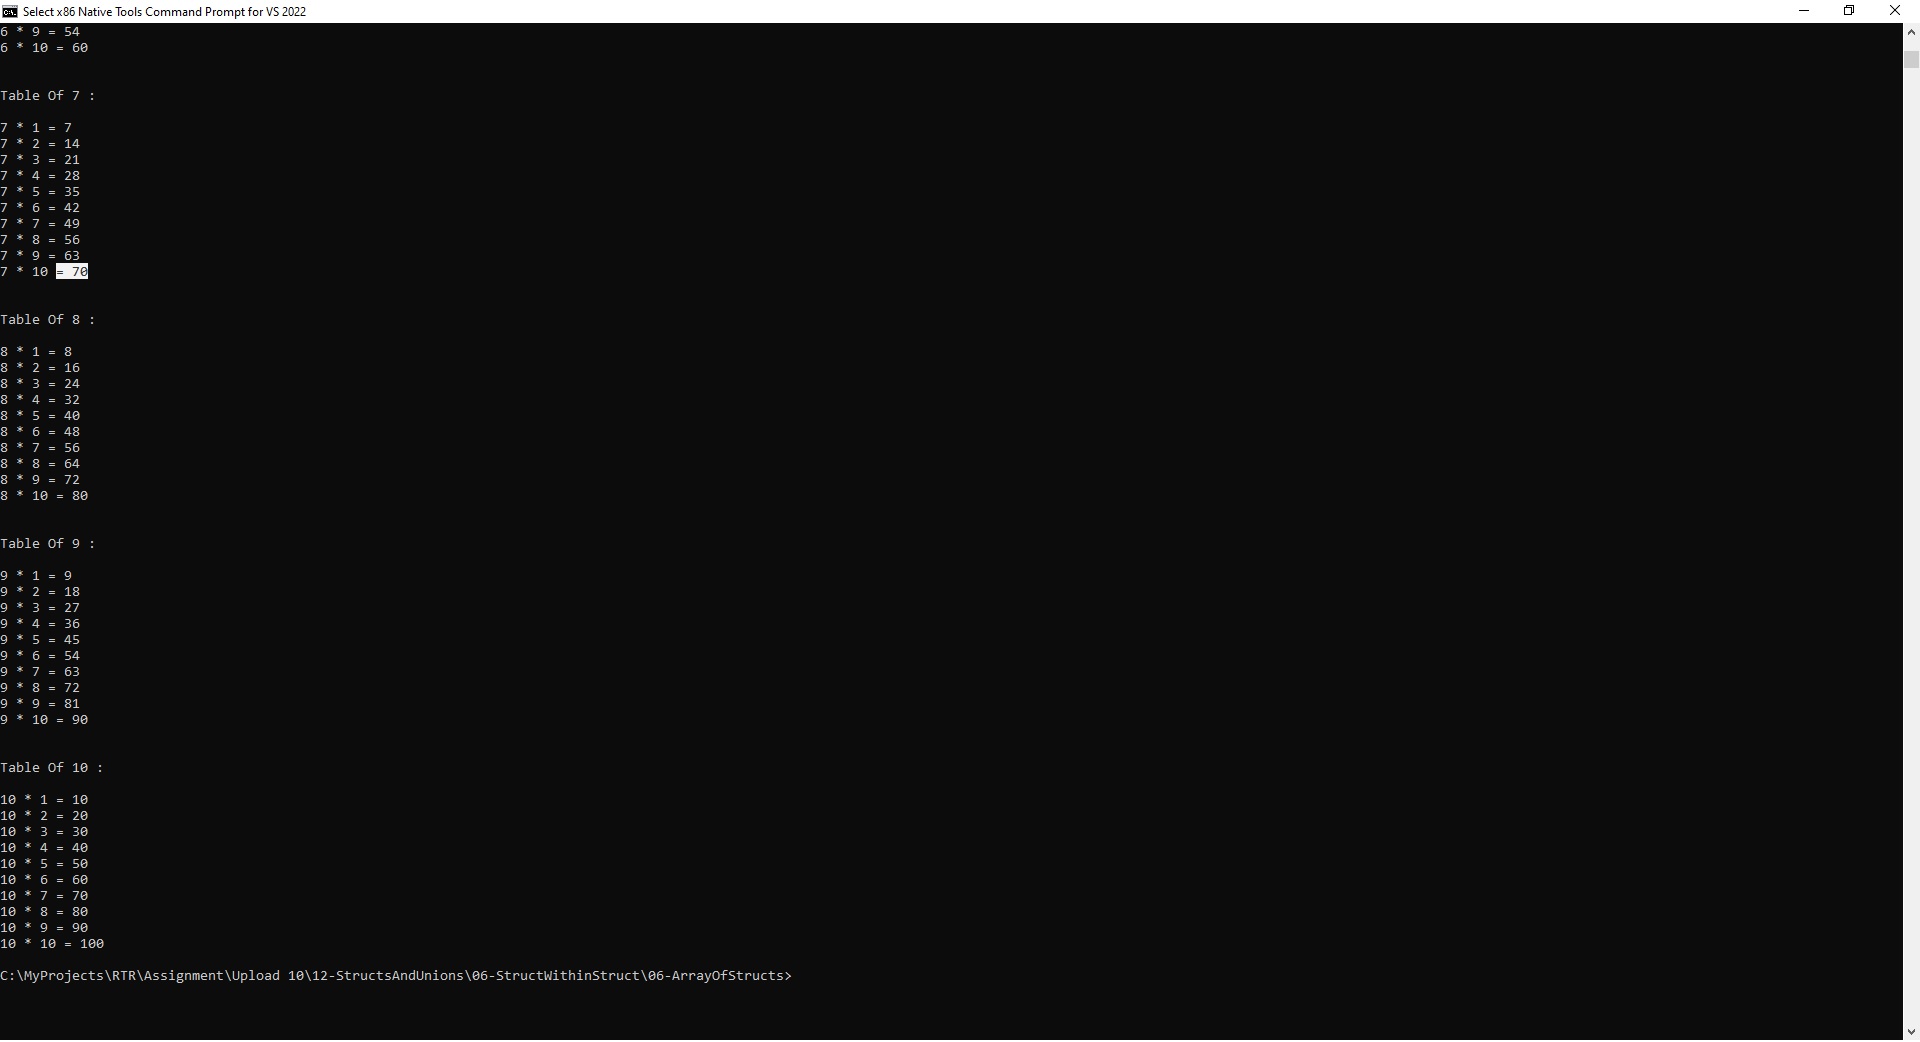 Select x86 Native Tools Command Prompt for VS 2022
6 * 9 = 54
6 * 10 = 60
Table Of 7 :
7 * 1 = 7
7 * 2 = 14
7 * 3 = 21
7 * 4 = 28
7 * 5 = 35
7 * 6 = 42
7 * 7 = 49
7 * 8 = 56
7 * 9 = 63
7 * 10 = 70
Table Of 8 :
8 * 1 = 8
8 * 2 = 16
8 * 3 = 24
8 * 4 = 32
8 * 5 = 40
8 * 6 = 48
8 * 7 = 56
8 * 8 = 64
8 * 9 = 72
8 * 10 = 80
Table Of 9 :
9 * 1 = 9
9 * 2 = 18
9 * 3 = 27
9 * 4 = 36
9 * 5 = 45
9 * 6 = 54
9 * 7 = 63
9 * 8 = 72
9 * 9 = 81
9 * 10 = 90
Table Of 10 :
10 * 1 = 10
10 * 2 = 20
10 * 3 = 30
10 * 4 = 40
10 * 5 = 50
10 * 6 = 60
10 * 7 = 70
10 * 8 = 80
10 * 9 = 90
10 * 10 = 100
C:\MyProjects\RTR\Assignment\Upload 10\12-StructsAndUnions\06-StructWithinStruct\06-ArrayOfStructs>